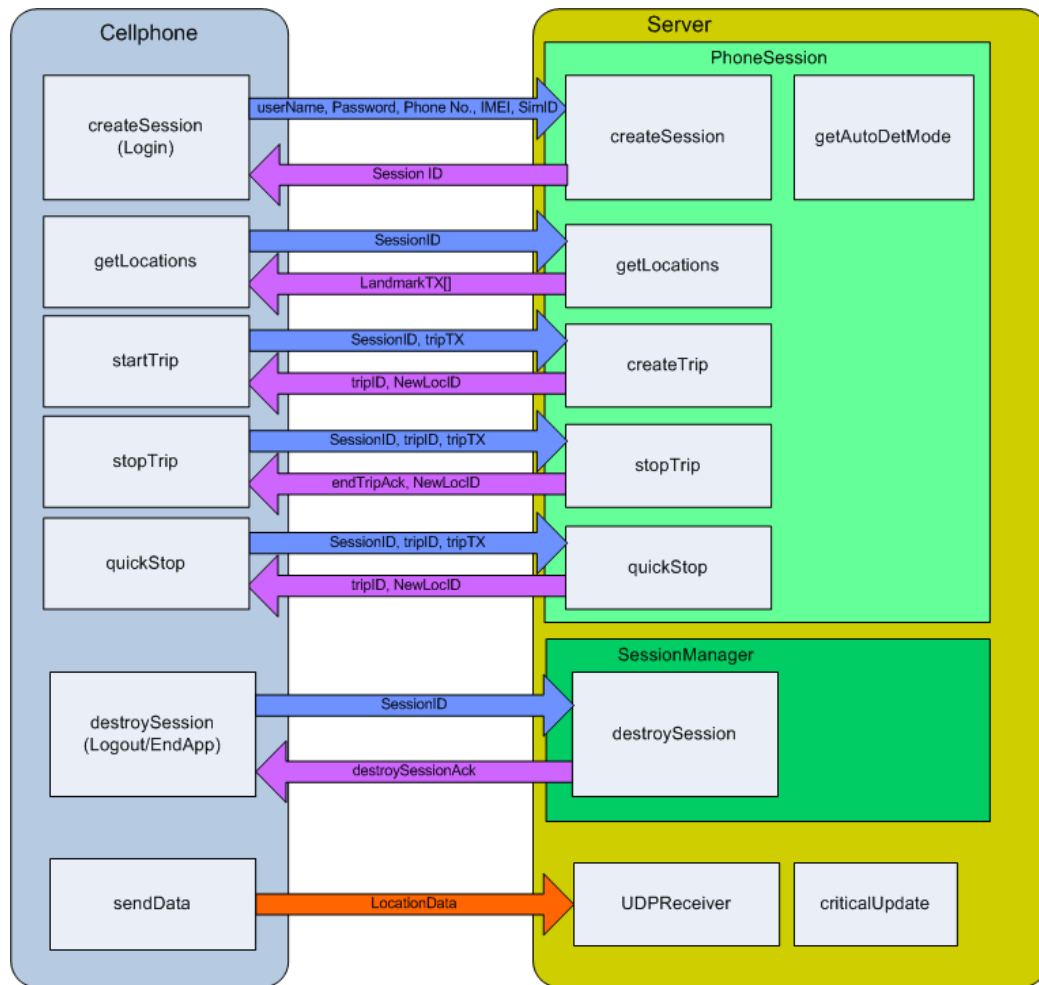 Cellphone
Server
PhoneSession
createSession
(Login)
userName, Password, Phone No., IMEI, SimID
Session ID
createSession
getAutoDetMode
getLocations
SessionID
LandmarkTX[]
getLocations
startTrip
SessionID, tripTX
tripID, NewLocID
createTrip
stopTrip
SessionID, tripID, tripTX
endTripAck, NewLocID
stopTrip
quickStop
SessionID, tripID, tripTX
tripID, NewLocID
quickStop
SessionManager
destroySession
(Logout/EndApp)
SessionID
destroySessionAck
destroySession
sendData
LocationData
UDPReceiver
criticalUpdate